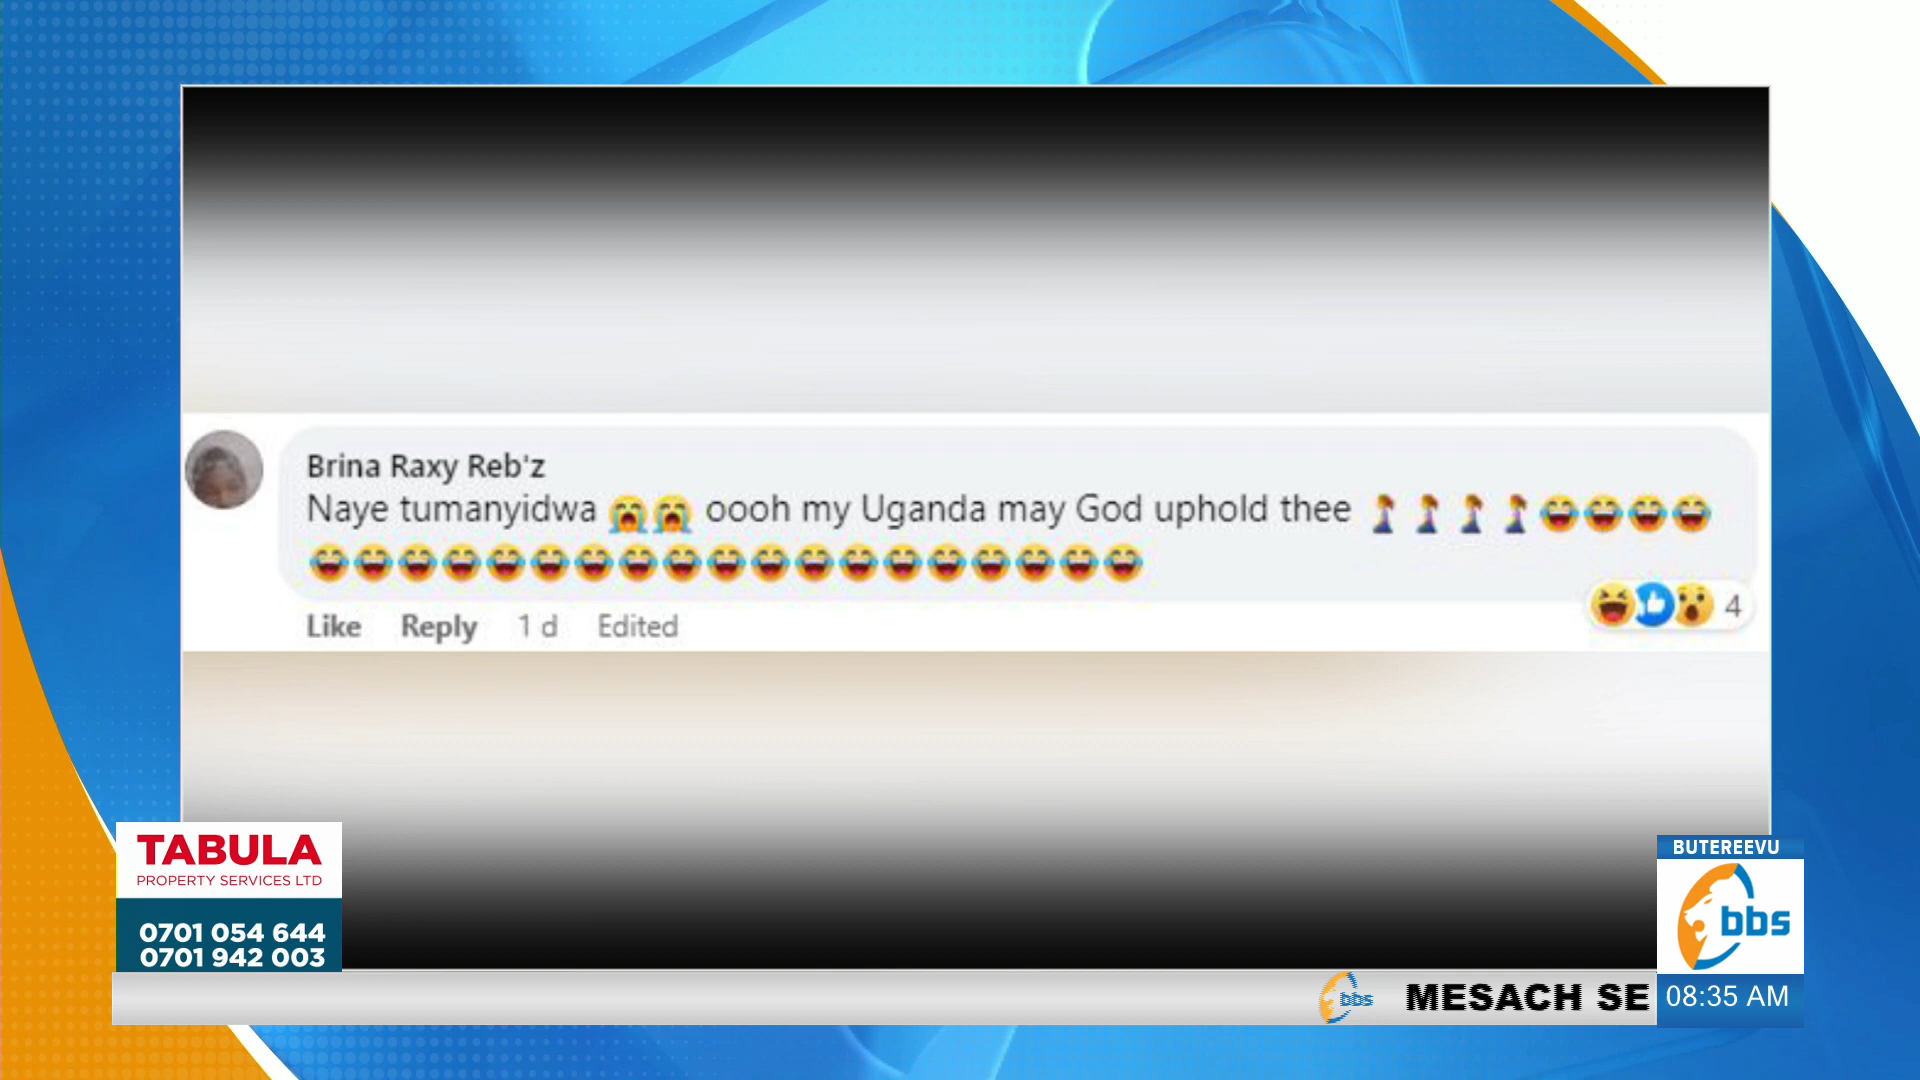 Brina Raxy Reb'z
Naye tumanyidwa 😭😭 oooh my Uganda may God uphold thee 🤦‍♀️🤦‍♀️🤦‍♀️🤦‍♀️😂😂😂😂
😂😂😂😂😂😂😂😂😂😂😂😂😂😂😂😂😂😂😂
Like Reply 1 d Edited
4
TABULA
PROPERTY SERVICES LTD
0701 054 644
0701 942 003
BUTEREEVU
bbs
bbs MESACH SE
08:35 AM